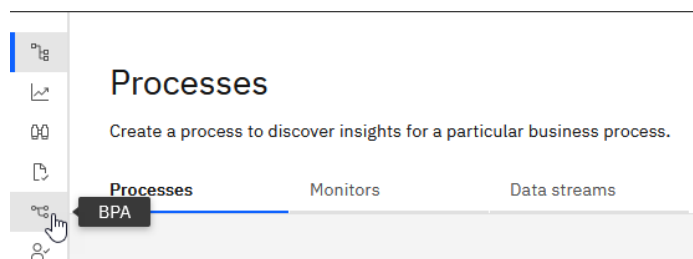 Processes
Create a process to discover insights for a particular business process.
Processes Monitors Data streams
BPA